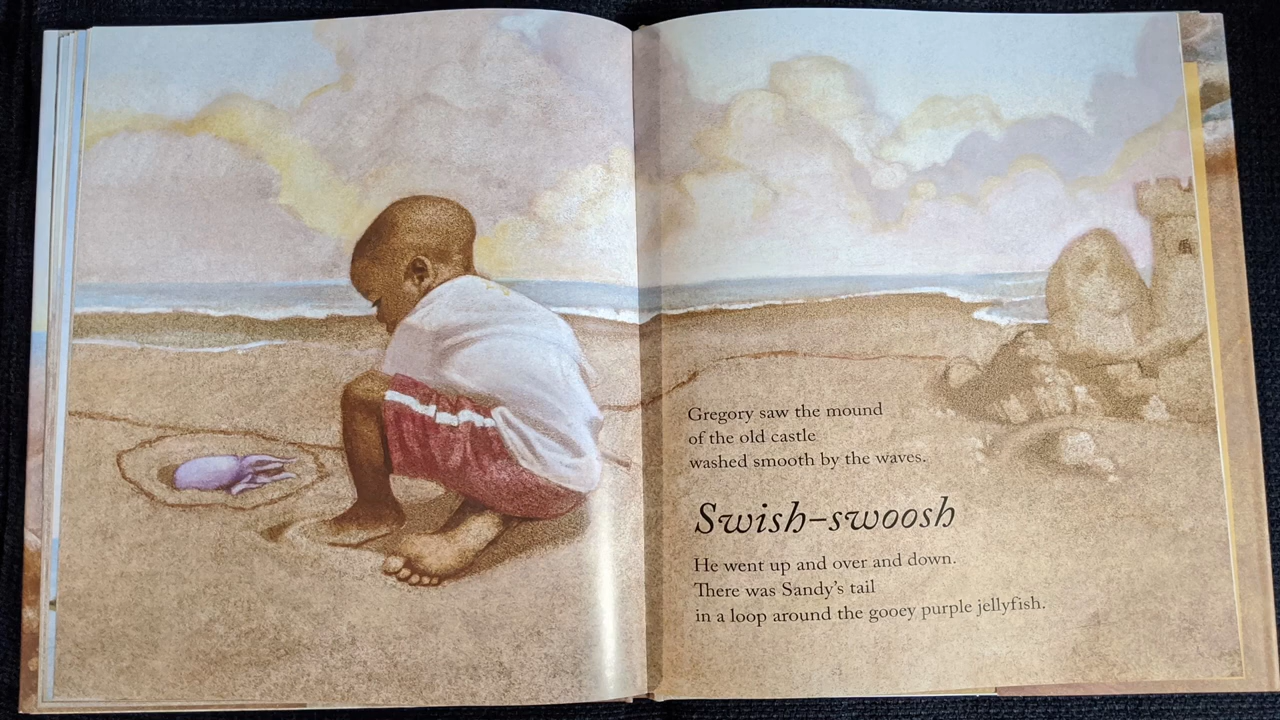 Gregory saw the mound
of the old castle
washed smooth by the waves.
Swish–swoosh
He went up and over and down.
There was Sandy’s tail
in a loop around the gooey purple jellyfish.